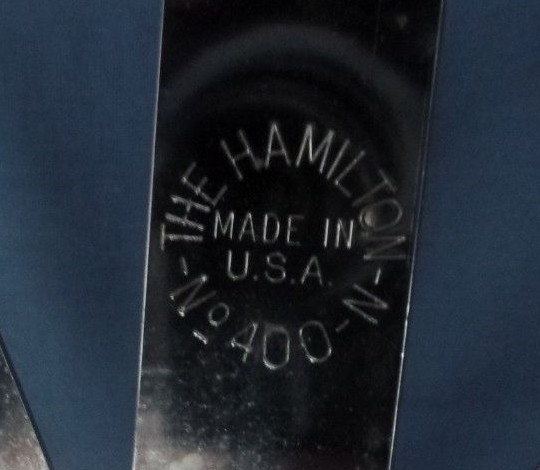 -THE HAMILTON-N-
MADE IN
U.S.A.
Nº 400